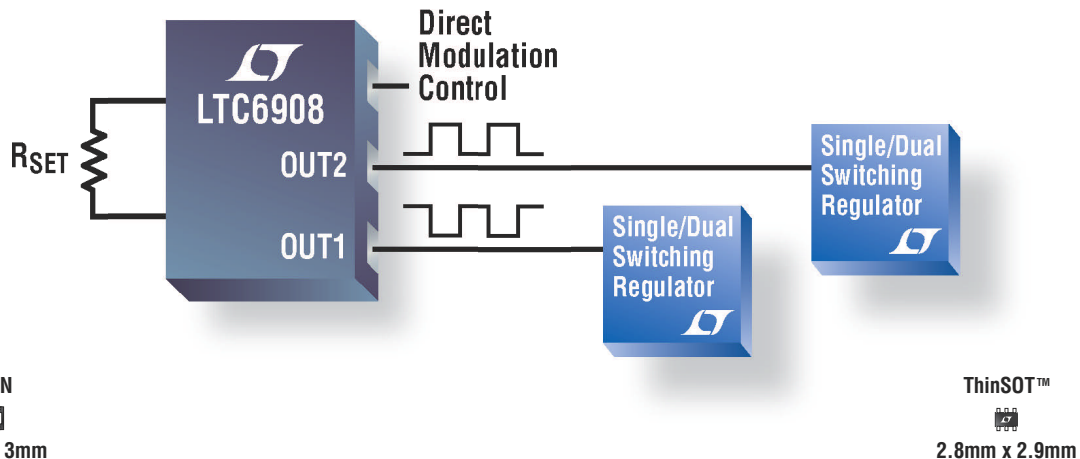 Direct
Modulation
Control
LTC6908
RSET
OUT2
OUT1
Single/Dual
Switching
Regulator
Single/Dual
Switching
Regulator
N
3mm
ThinSOT™
2.8mm x 2.9mm